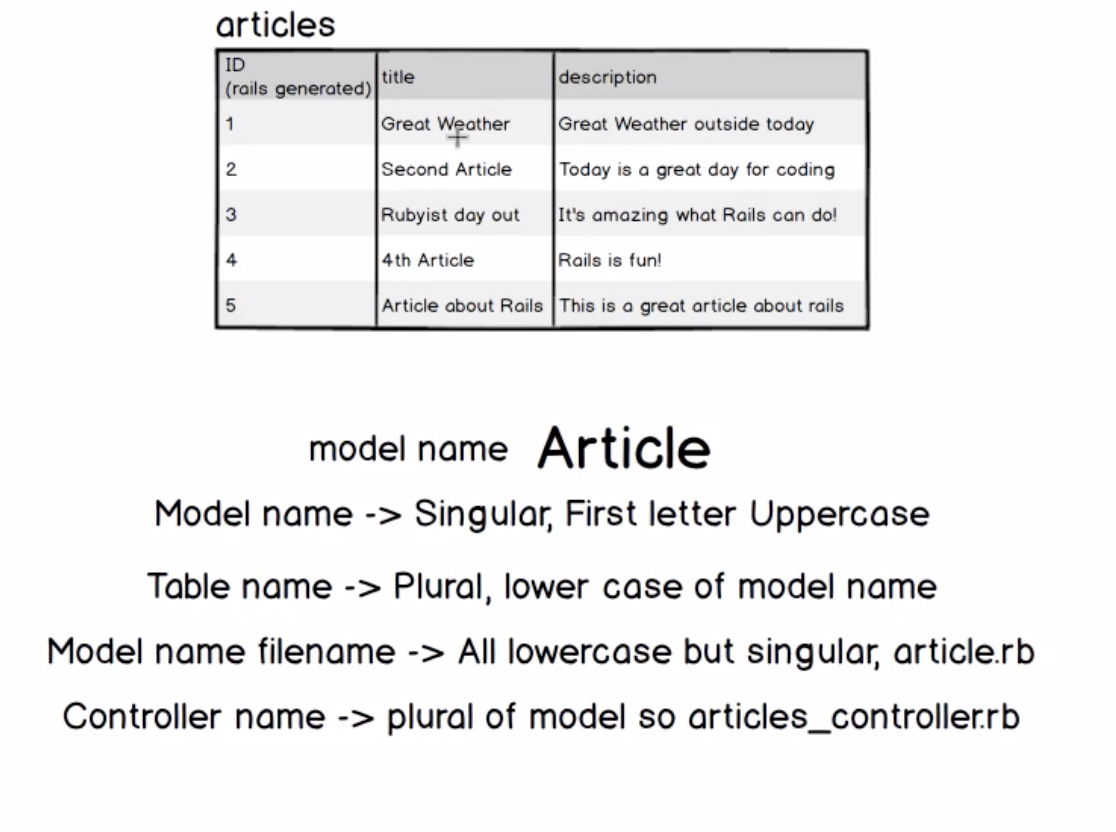 articles
ID
(rails generated) title description
1 Great Weather Great Weather outside today
2 Second Article Today is a great day for coding
3 Rubyist day out It's amazing what Rails can do!
4 4th Article Rails is fun!
5 Article about Rails This is a great article about rails
model name Article
Model name -> Singular, First letter Uppercase
Table name -> Plural, lower case of model name
Model name filename -> All lowercase but singular, article.rb
Controller name -> plural of model so articles_controller.rb